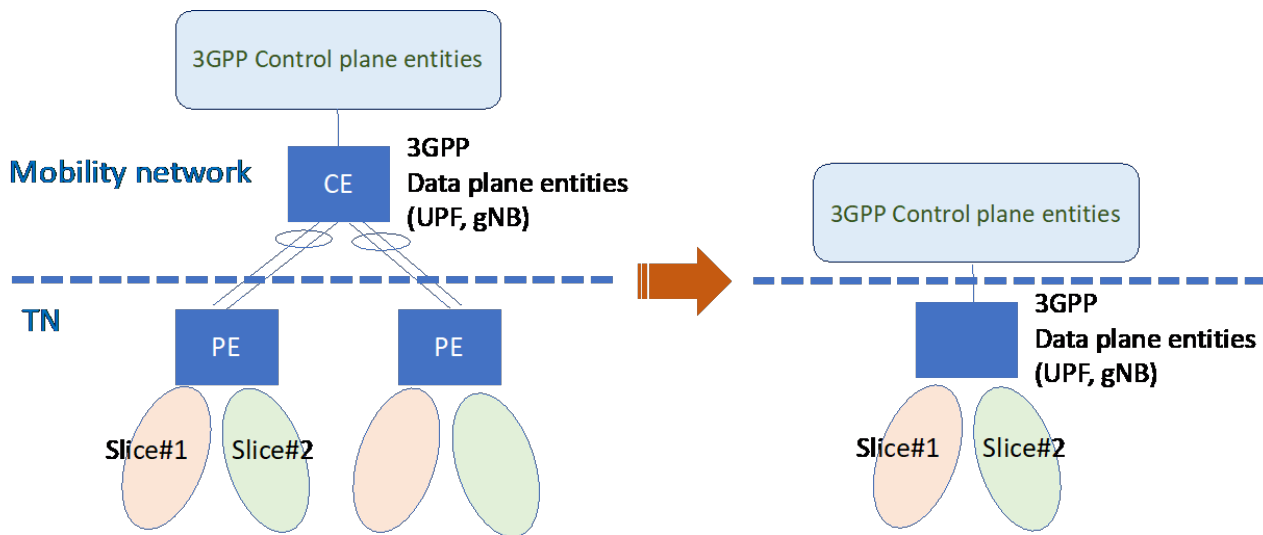 3GPP Control plane entities
Mobility network
CE
3GPP
Data plane entities
(UPF, gNB)
TN
PE
PE
Slice#1
Slice#2
3GPP Control plane entities
3GPP
Data plane entities
(UPF, gNB)
Slice#1
Slice#2